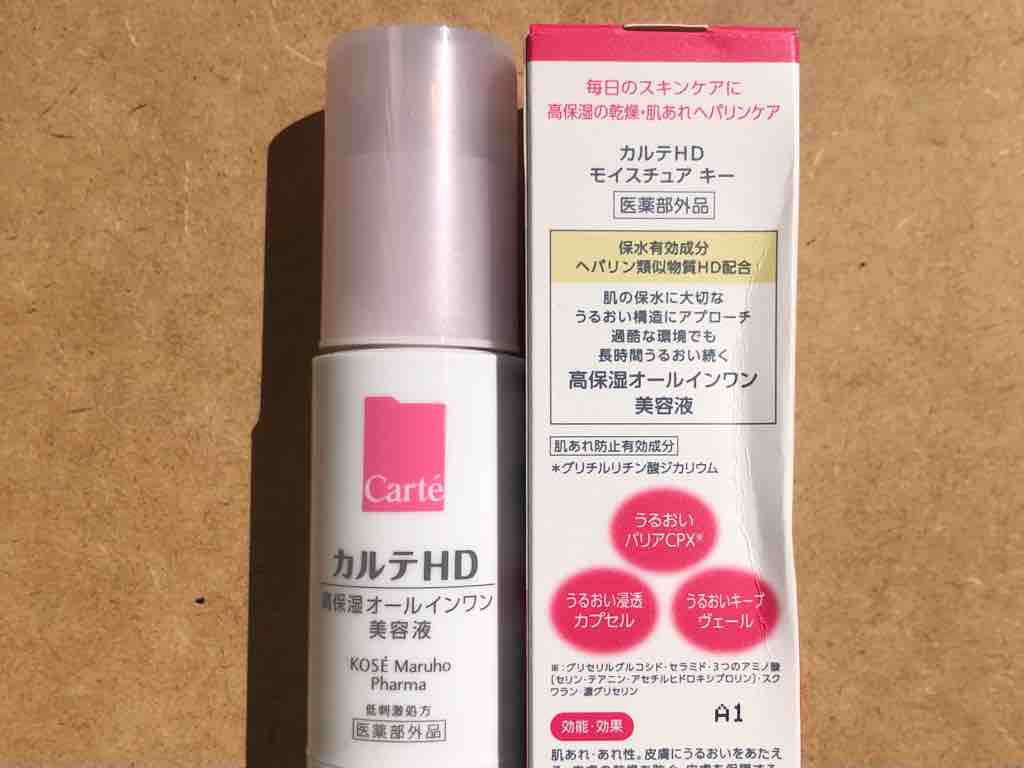 Carté
カルテHD
高保湿オールインワン
美容液
KOSÉ Maruho
Pharma
低刺激処方
医薬部外品
毎日のスキンケアに
高保湿の乾燥・肌あれヘパリンケア
カルテHD
モイスチュア キー
医薬部外品
保水有効成分
ヘパリン類似物質HD配合
肌の保水に大切な
うるおい構造にアプローチ
過酷な環境でも
長時間うるおい続く
高保湿オールインワン
美容液
肌あれ防止有効成分
*グリチルリチン酸ジカリウム
うるおい
バリアCPX※
うるおい浸透
カプセル
うるおいキープ
ヴェール
※:グリセリルグルコシド・セラミド・3つのアミノ酸
(セリン・テアニン・アセチルヒドロキシプロリン)・スク
ワラン・濃グリセリン
A1
効能・効果
肌あれ・あれ性。皮膚にうるおいをあたえ